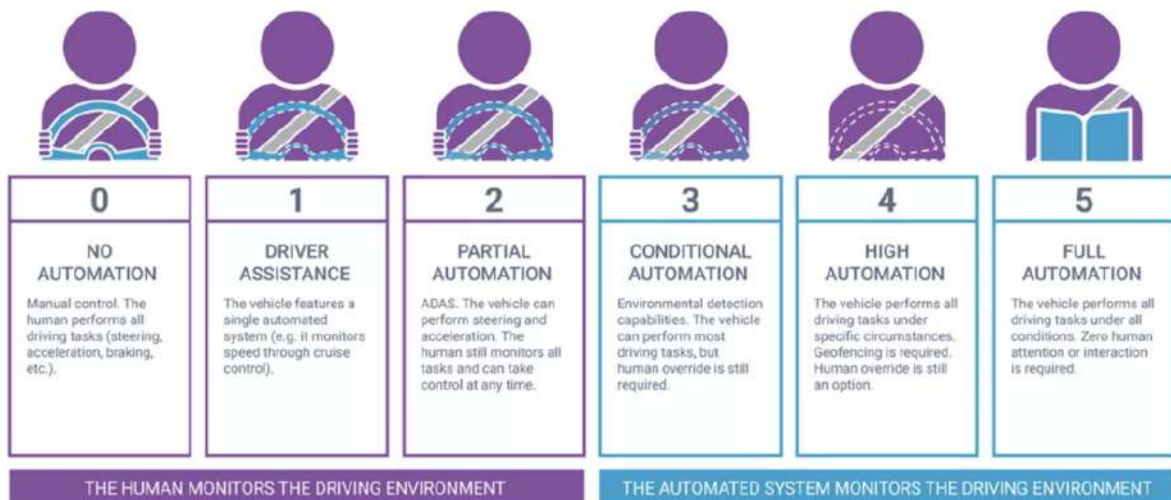 0
NO
AUTOMATION
Manual control. The
human performs all
driving tasks (steering,
acceleration, braking,
etc.).
1
DRIVER
ASSISTANCE
The vehicle features a
single automated
system (e.g. it monitors
speed through cruise
control).
2
PARTIAL
AUTOMATION
ADAS. The vehicle can
perform steering and
acceleration. The
human still monitors all
tasks and can take
control at any time.
3
CONDITIONAL
AUTOMATION
Environmental detection
capabilities. The vehicle
can perform most
driving tasks, but
human override is still
required.
4
HIGH
AUTOMATION
The vehicle performs all
driving tasks under
specific circumstances.
Geofencing is required.
Human override is still
an option.
5
FULL
AUTOMATION
The vehicle performs all
driving tasks under all
conditions. Zero human
attention or interaction
is required.
THE HUMAN MONITORS THE DRIVING ENVIRONMENT
THE AUTOMATED SYSTEM MONITORS THE DRIVING ENVIRONMENT